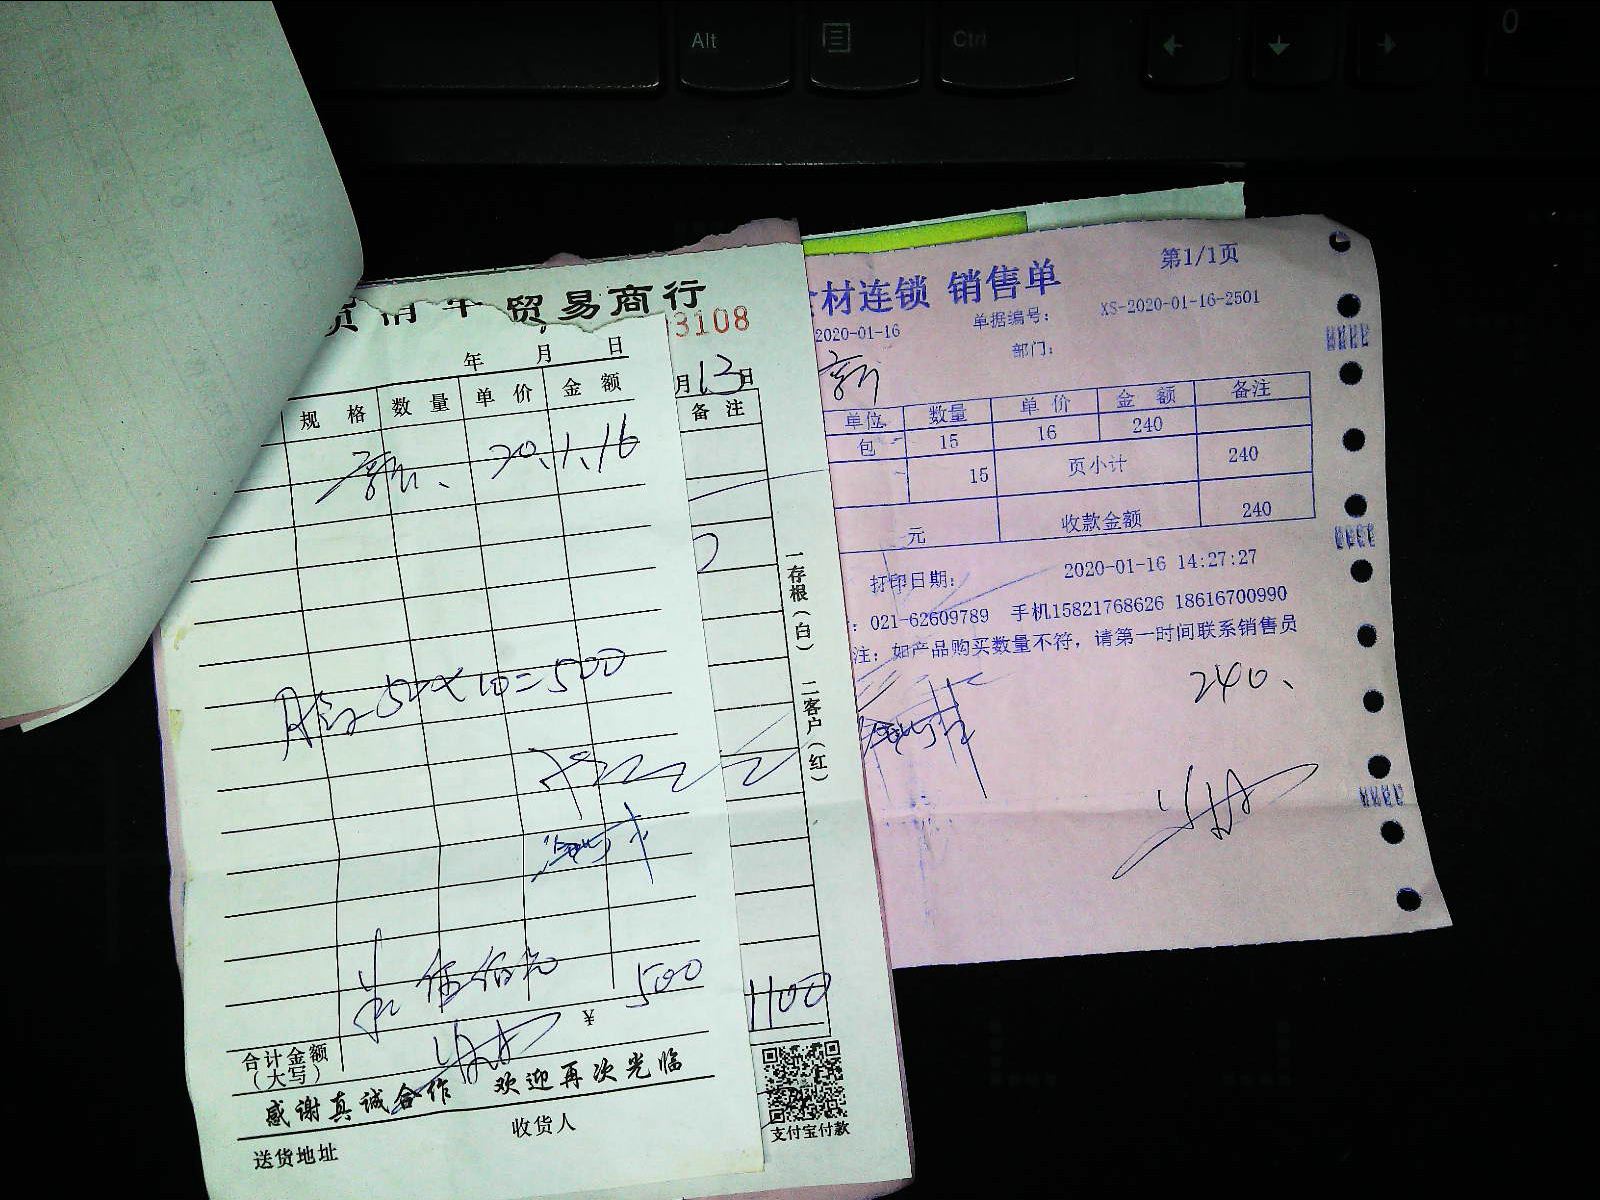 Alt
Ctrl
0
贸易商行
3108
月13日
备注
1100
一存根(白) 二客户(红)
支付宝付款
年 月 日
规格 数量 单价 金额
20.1.16
50×10=500
¥ 500
合计金额
(大写)
感谢真诚合作 欢迎再次光临
收货人
送货地址
材连锁 销售单
第1/1页
2020-01-16 单据编号: XS-2020-01-16-2501
部门:
单位 数量 单价 金额 备注
包 15 16 240
15 页小计 240
元 收款金额 240
打印日期: 2020-01-16 14:27:27
: 021-62609789 手机15821768626 18616700990
注: 如产品购买数量不符, 请第一时间联系销售员
240、